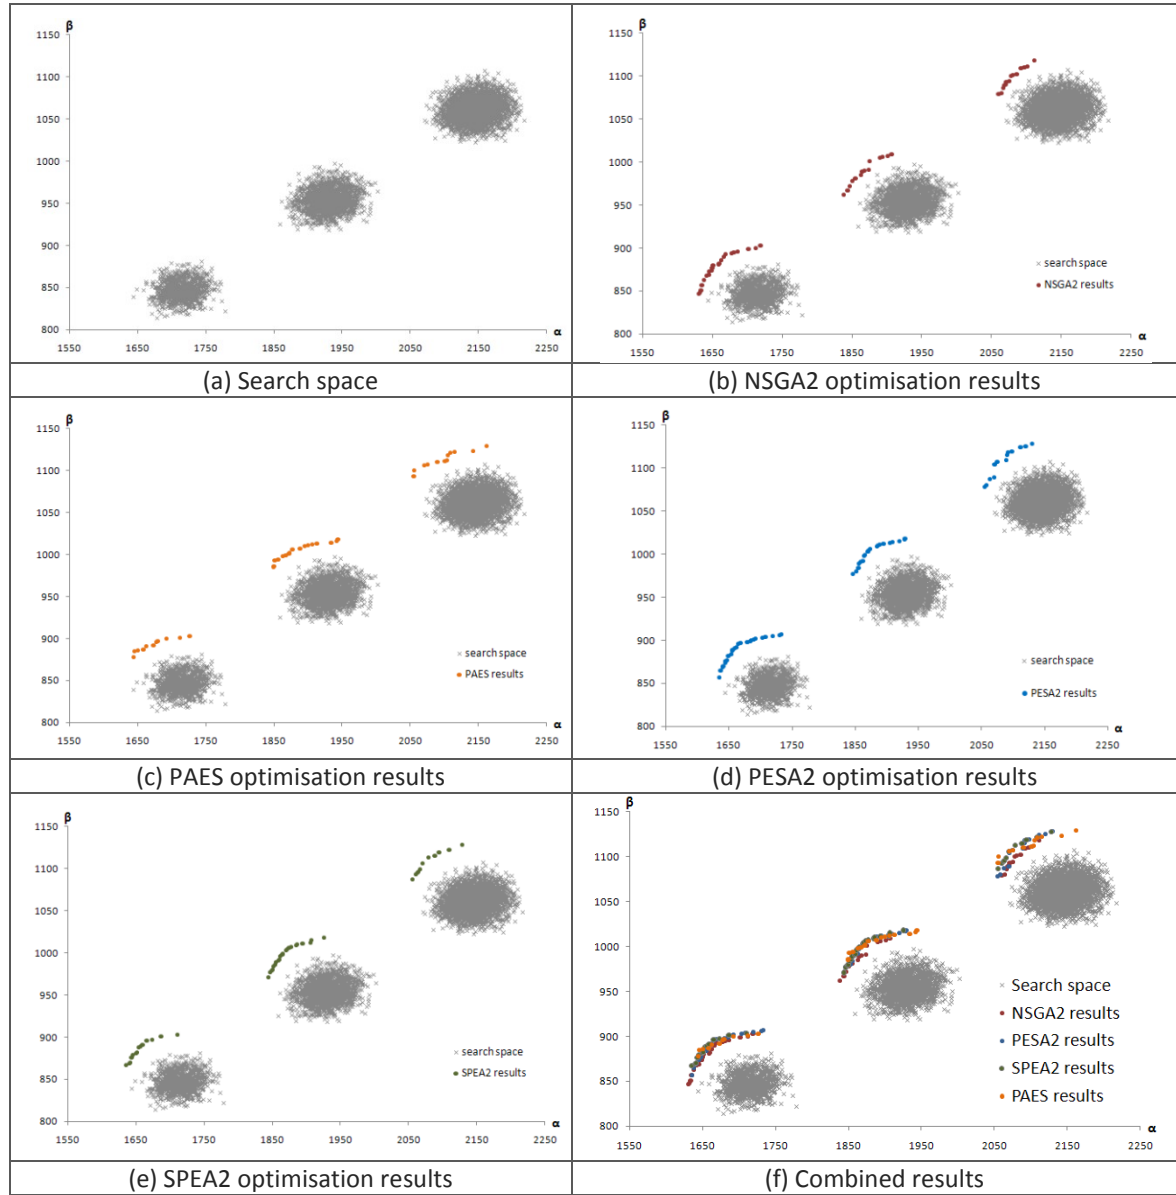 β
1150
1100
1050
1000
950
900
850
800
α
1550 1650 1750 1850 1950 2050 2150 2250
(a) Search space
β
1150
1100
1050
1000
950
900
850
800
search space
NSGA2 results
α
1550 1650 1750 1850 1950 2050 2150 2250
(b) NSGA2 optimisation results
β
1150
1100
1050
1000
950
900
850
800
search space
PAES results
α
1550 1650 1750 1850 1950 2050 2150 2250
(c) PAES optimisation results
β
1150
1100
1050
1000
950
900
850
800
search space
PESA2 results
α
1550 1650 1750 1850 1950 2050 2150 2250
(d) PESA2 optimisation results
β
1150
1100
1050
1000
950
900
850
800
search space
SPEA2 results
α
1550 1650 1750 1850 1950 2050 2150 2250
(e) SPEA2 optimisation results
β
1150
1100
1050
1000
950
900
850
800
Search space
NSGA2 results
PESA2 results
SPEA2 results
PAES results
α
1550 1650 1750 1850 1950 2050 2150 2250
(f) Combined results